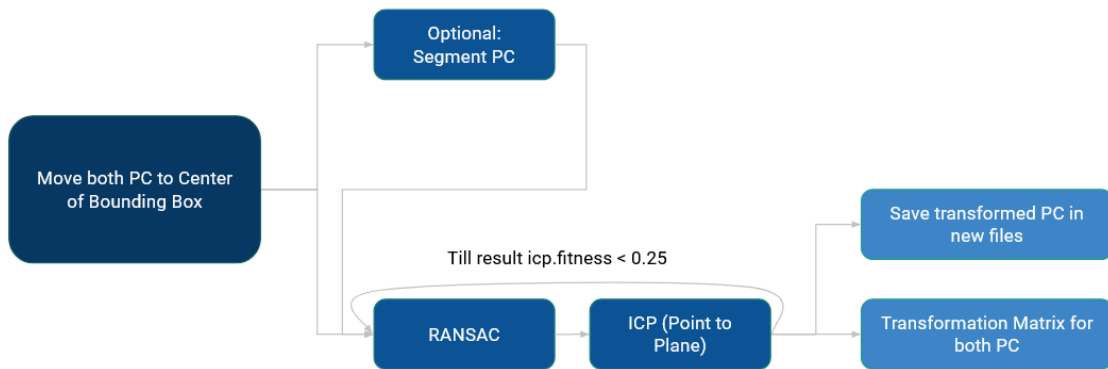 Optional:
Segment PC
Move both PC to Center
of Bounding Box
Save transformed PC in
new files
Till result icp.fitness < 0.25
RANSAC
ICP (Point to
Plane)
Transformation Matrix for
both PC